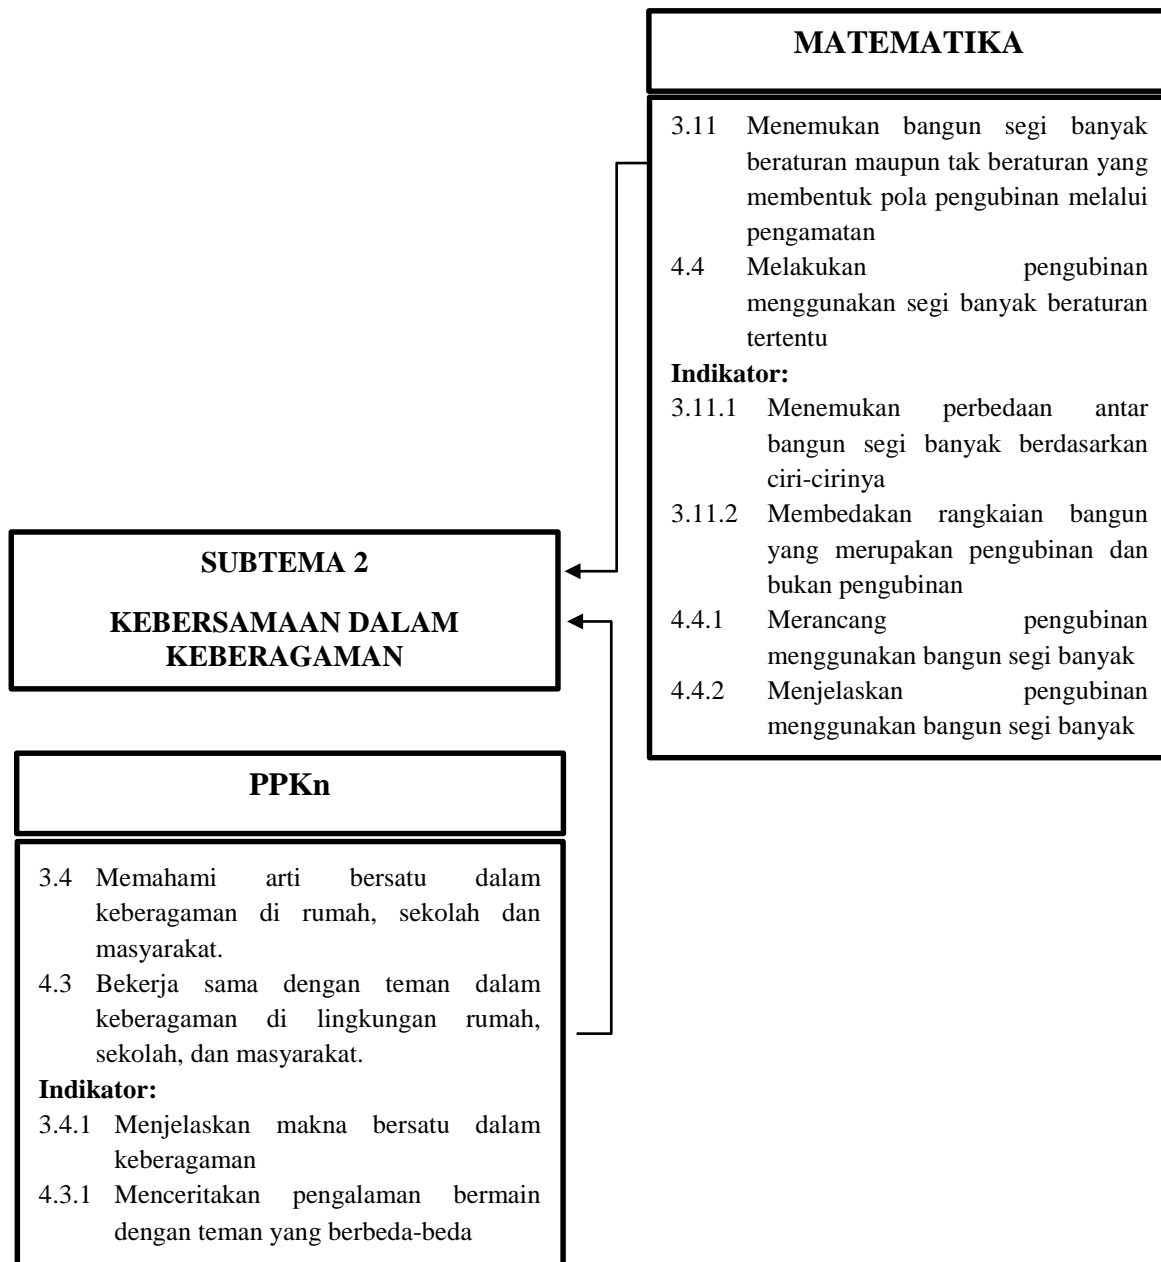 MATEMATIKA
3.11 Menemukan bangun segi banyak
beraturan maupun tak beraturan yang
membentuk pola pengubinan melalui
pengamatan
4.4 Melakukan pengubinan
menggunakan segi banyak beraturan
tertentu
Indikator:
3.11.1 Menemukan perbedaan antar
bangun segi banyak berdasarkan
ciri-cirinya
3.11.2 Membedakan rangkaian bangun
yang merupakan pengubinan dan
bukan pengubinan
4.4.1 Merancang pengubinan
menggunakan bangun segi banyak
4.4.2 Menjelaskan pengubinan
menggunakan bangun segi banyak
SUBTEMA 2
KEBERSAMAAN DALAM
KEBERAGAMAN
PPKn
3.4 Memahami arti bersatu dalam
keberagaman di rumah, sekolah dan
masyarakat.
4.3 Bekerja sama dengan teman dalam
keberagaman di lingkungan rumah,
sekolah, dan masyarakat.
Indikator:
3.4.1 Menjelaskan makna bersatu dalam
keberagaman
4.3.1 Menceritakan pengalaman bermain
dengan teman yang berbeda-beda